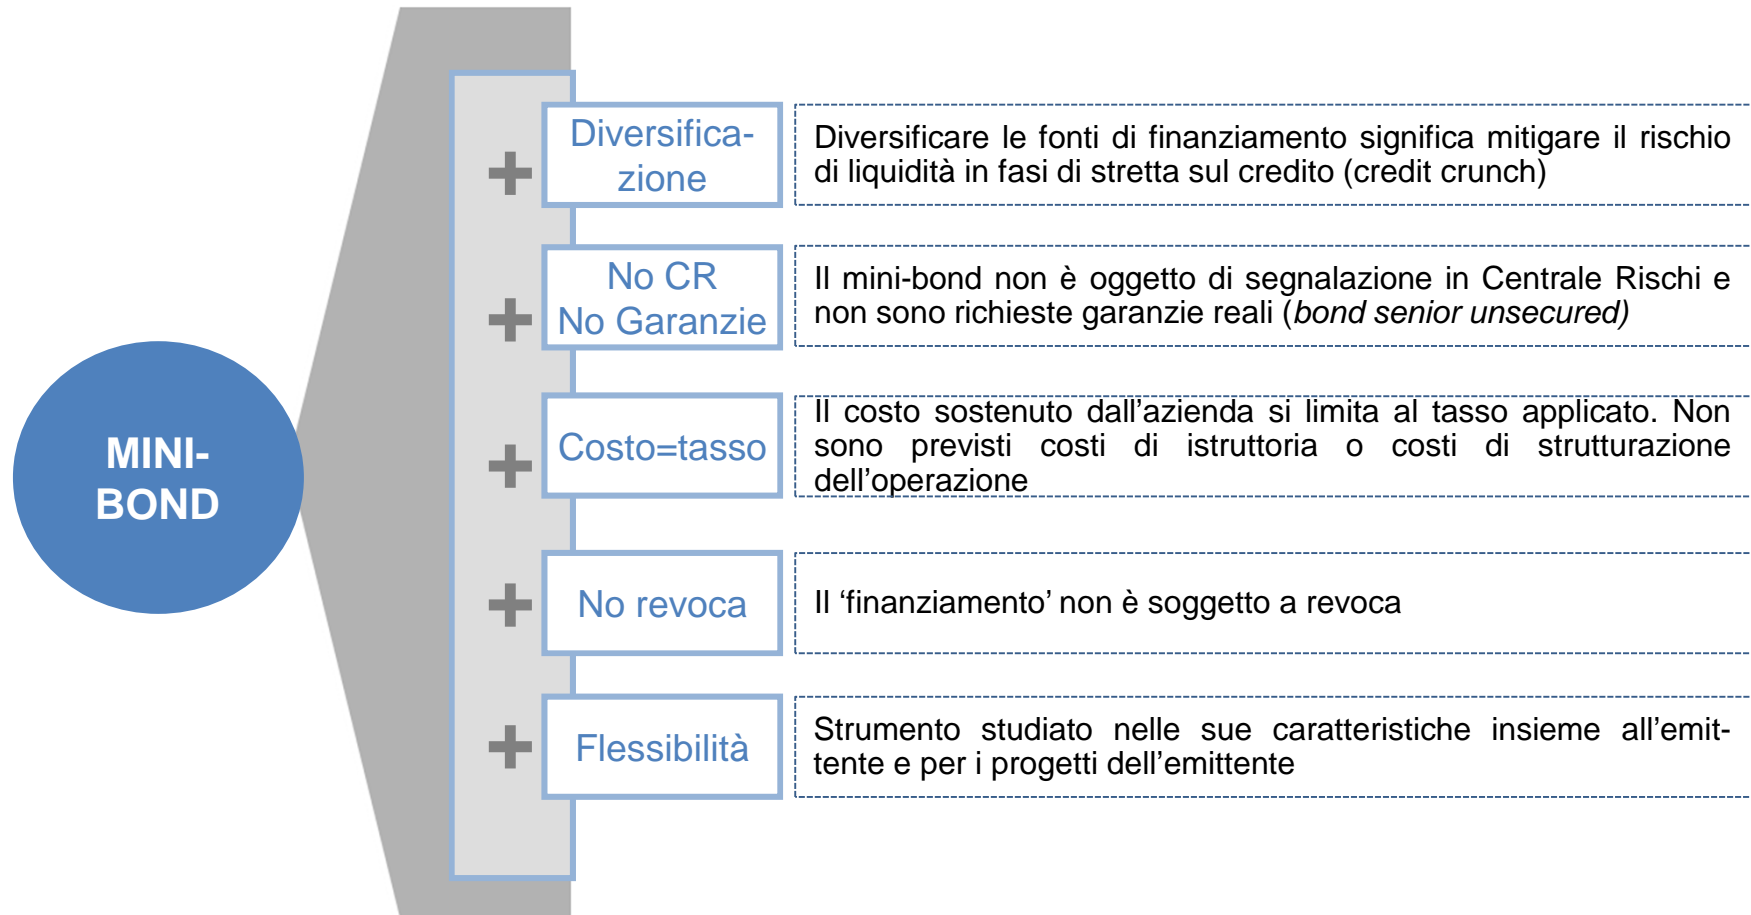 MINI-
BOND
Diversifica-
zione
Diversificare le fonti di finanziamento significa mitigare il rischio
di liquidità in fasi di stretta sul credito (credit crunch)
No CR
No Garanzie
Il mini-bond non è oggetto di segnalazione in Centrale Rischi e
non sono richieste garanzie reali (bond senior unsecured)
Costo=tasso
Il costo sostenuto dall’azienda si limita al tasso applicato. Non
sono previsti costi di istruttoria o costi di strutturazione
dell’operazione
No revoca
Il ‘finanziamento’ non è soggetto a revoca
Flessibilità
Strumento studiato nelle sue caratteristiche insieme all’emit-
tente e per i progetti dell’emittente